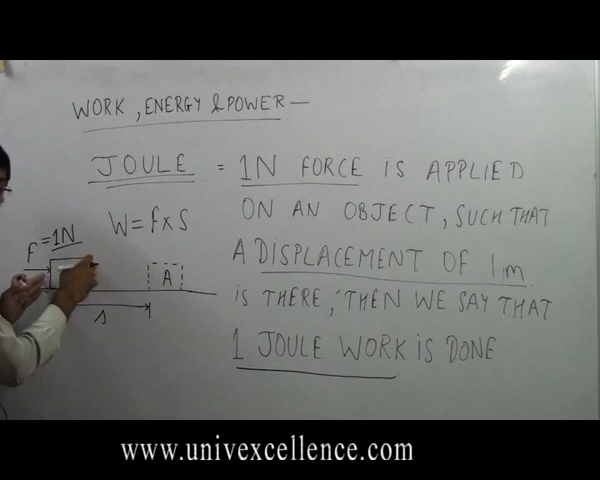 WORK, ENERGY & POWER —
JOULE = 1N FORCE IS APPLIED
ON AN OBJECT, SUCH THAT
A DISPLACEMENT OF 1m
IS THERE, THEN WE SAY THAT
1 JOULE WORK IS DONE
W = F x S
F = 1N
A
s
www.univexcellence.com